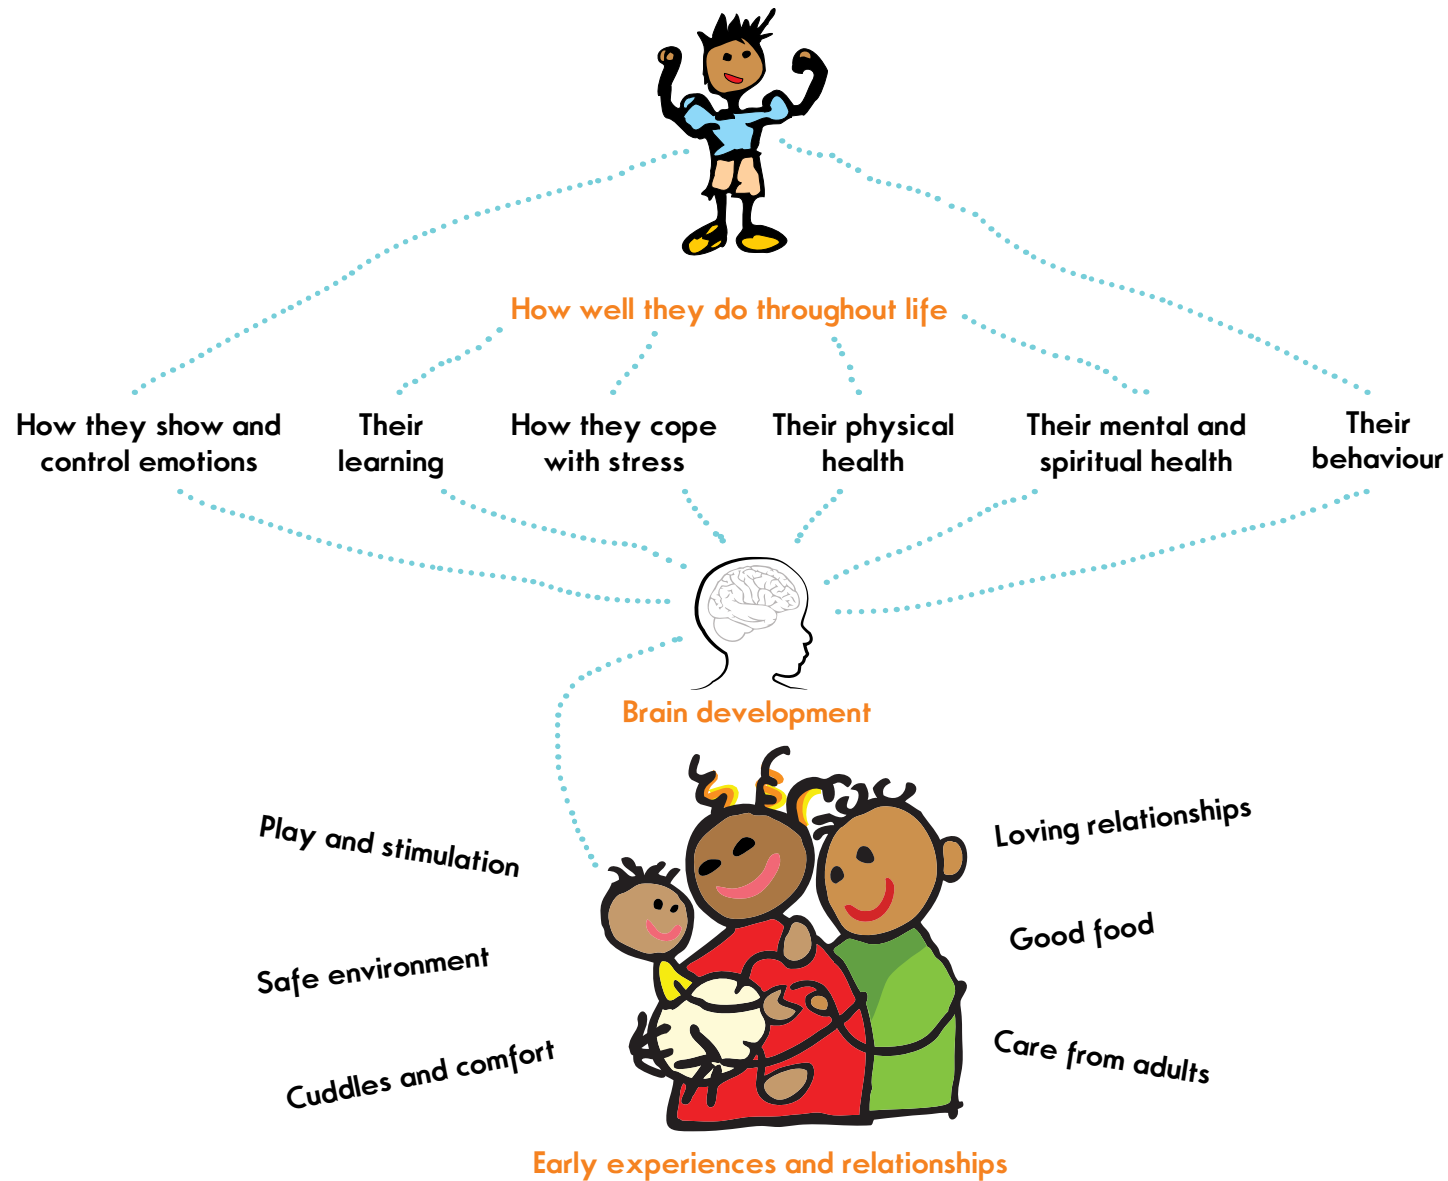 How well they do throughout life
How they show and
control emotions
Their
learning
How they cope
with stress
Their physical
health
Their mental and
spiritual health
Their
behaviour
Brain development
Play and stimulation
Loving relationships
Safe environment
Good food
Cuddles and comfort
Care from adults
Early experiences and relationships